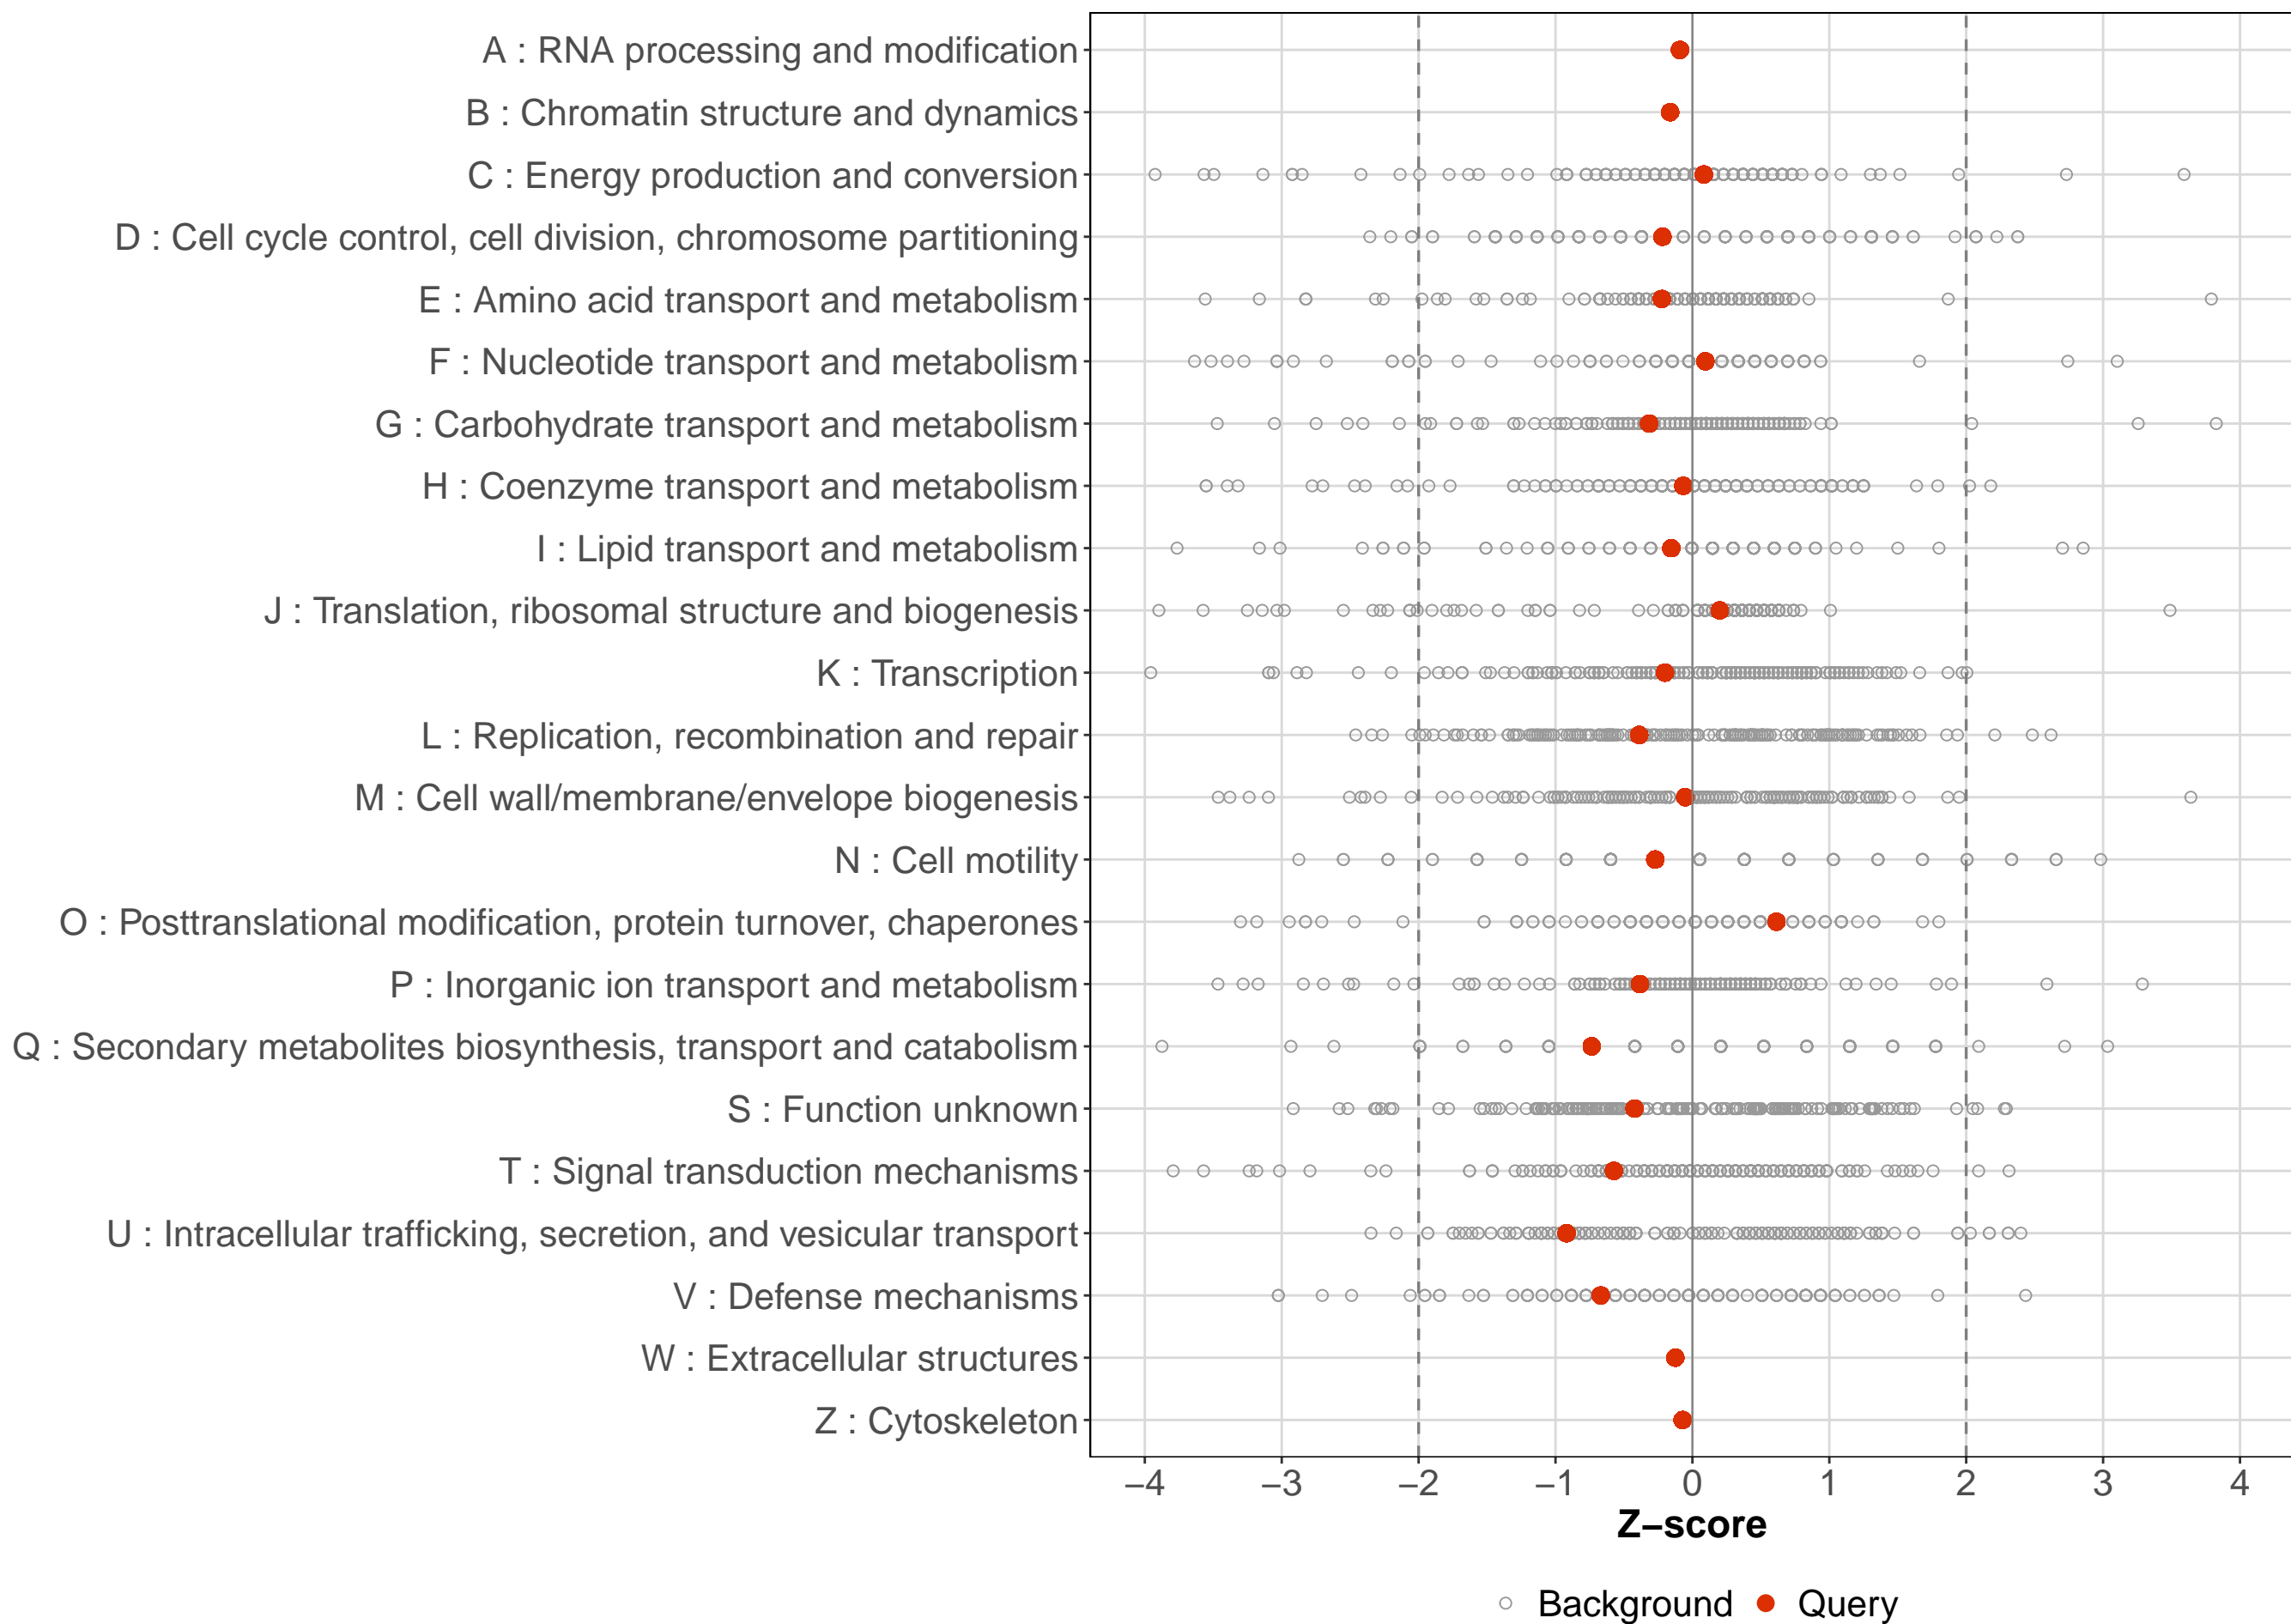 A : RNA processing and modification
B : Chromatin structure and dynamics
C : Energy production and conversion
D : Cell cycle control, cell division, chromosome partitioning
E : Amino acid transport and metabolism
F : Nucleotide transport and metabolism
G : Carbohydrate transport and metabolism
H : Coenzyme transport and metabolism
I : Lipid transport and metabolism
J : Translation, ribosomal structure and biogenesis
K : Transcription
L : Replication, recombination and repair
M : Cell wall/membrane/envelope biogenesis
N : Cell motility
O : Posttranslational modification, protein turnover, chaperones
P : Inorganic ion transport and metabolism
Q : Secondary metabolites biosynthesis, transport and catabolism
S : Function unknown
T : Signal transduction mechanisms
U : Intracellular trafficking, secretion, and vesicular transport
V : Defense mechanisms
W : Extracellular structures
Z : Cytoskeleton
−4 −3 −2 −1 0 1 2 3 4
Z−score
Background Query